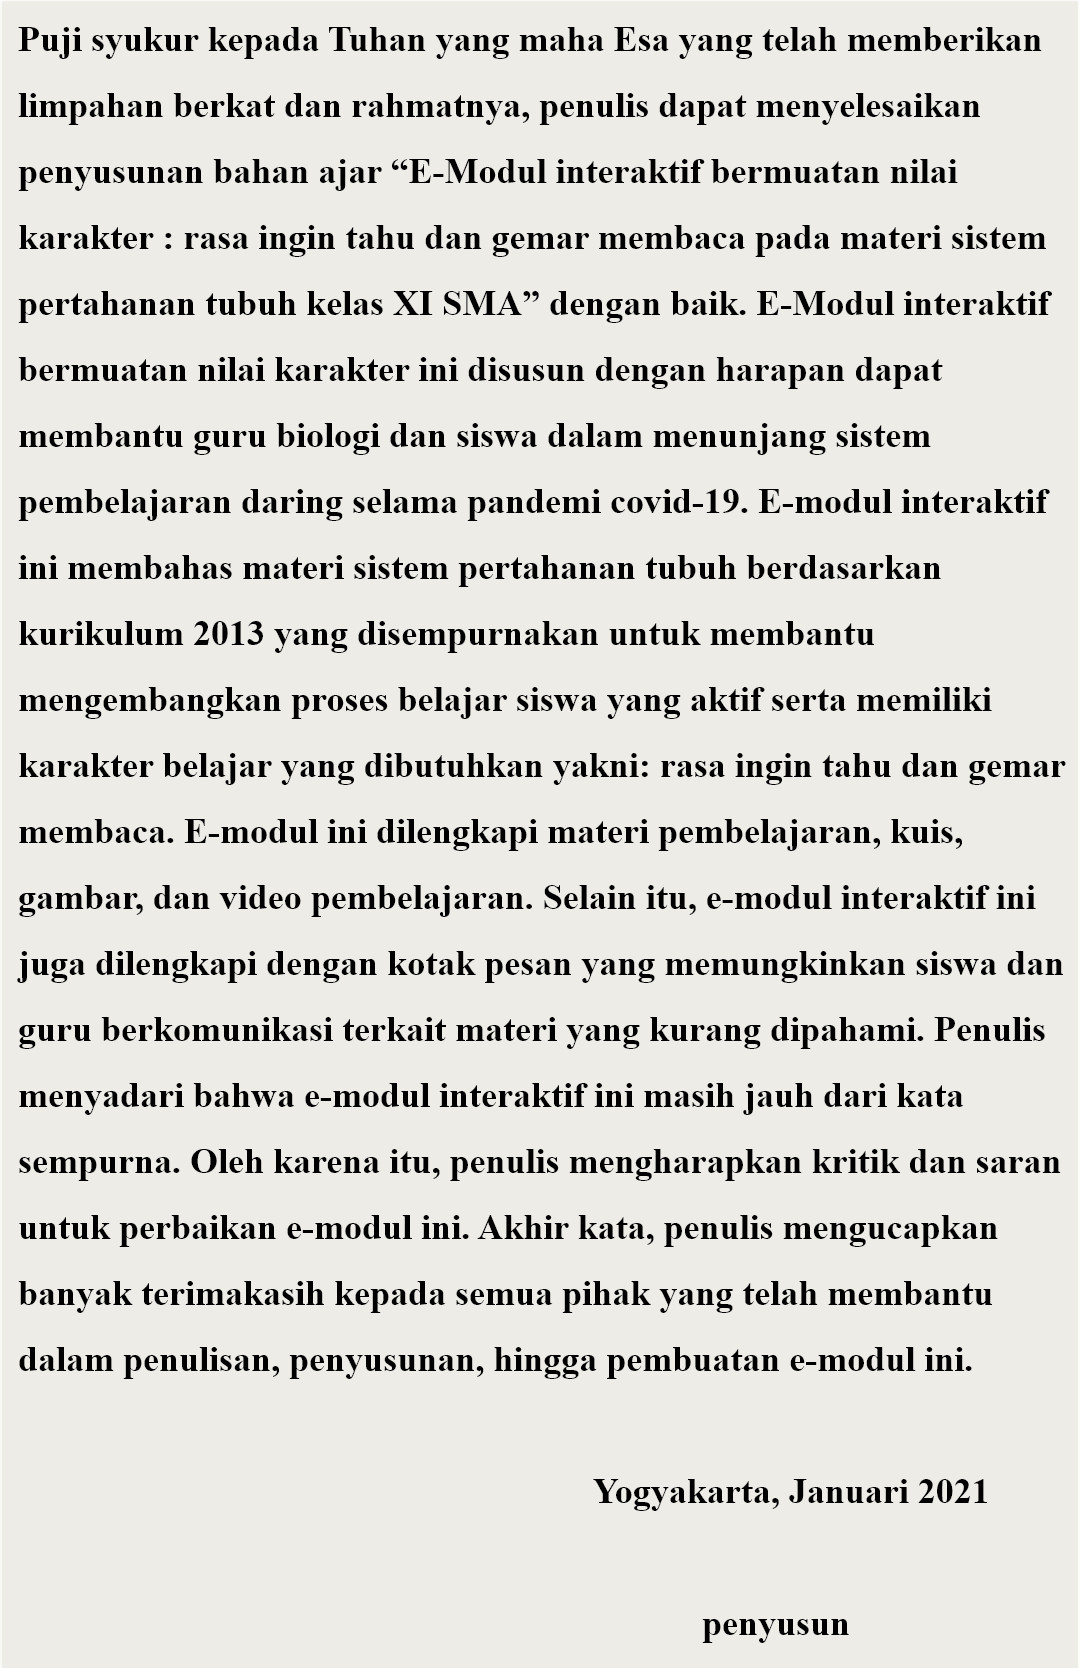 Puji syukur kepada Tuhan yang maha Esa yang telah memberikan
limpahan berkat dan rahmatnya, penulis dapat menyelesaikan
penyusunan bahan ajar “E-Modul interaktif bermuatan nilai
karakter : rasa ingin tahu dan gemar membaca pada materi sistem
pertahanan tubuh kelas XI SMA” dengan baik. E-Modul interaktif
bermuatan nilai karakter ini disusun dengan harapan dapat
membantu guru biologi dan siswa dalam menunjang sistem
pembelajaran daring selama pandemi covid-19. E-modul interaktif
ini membahas materi sistem pertahanan tubuh berdasarkan
kurikulum 2013 yang disempurnakan untuk membantu
mengembangkan proses belajar siswa yang aktif serta memiliki
karakter belajar yang dibutuhkan yakni: rasa ingin tahu dan gemar
membaca. E-modul ini dilengkapi materi pembelajaran, kuis,
gambar, dan video pembelajaran. Selain itu, e-modul interaktif ini
juga dilengkapi dengan kotak pesan yang memungkinkan siswa dan
guru berkomunikasi terkait materi yang kurang dipahami. Penulis
menyadari bahwa e-modul interaktif ini masih jauh dari kata
sempurna. Oleh karena itu, penulis mengharapkan kritik dan saran
untuk perbaikan e-modul ini. Akhir kata, penulis mengucapkan
banyak terimakasih kepada semua pihak yang telah membantu
dalam penulisan, penyusunan, hingga pembuatan e-modul ini.
Yogyakarta, Januari 2021
penyusun